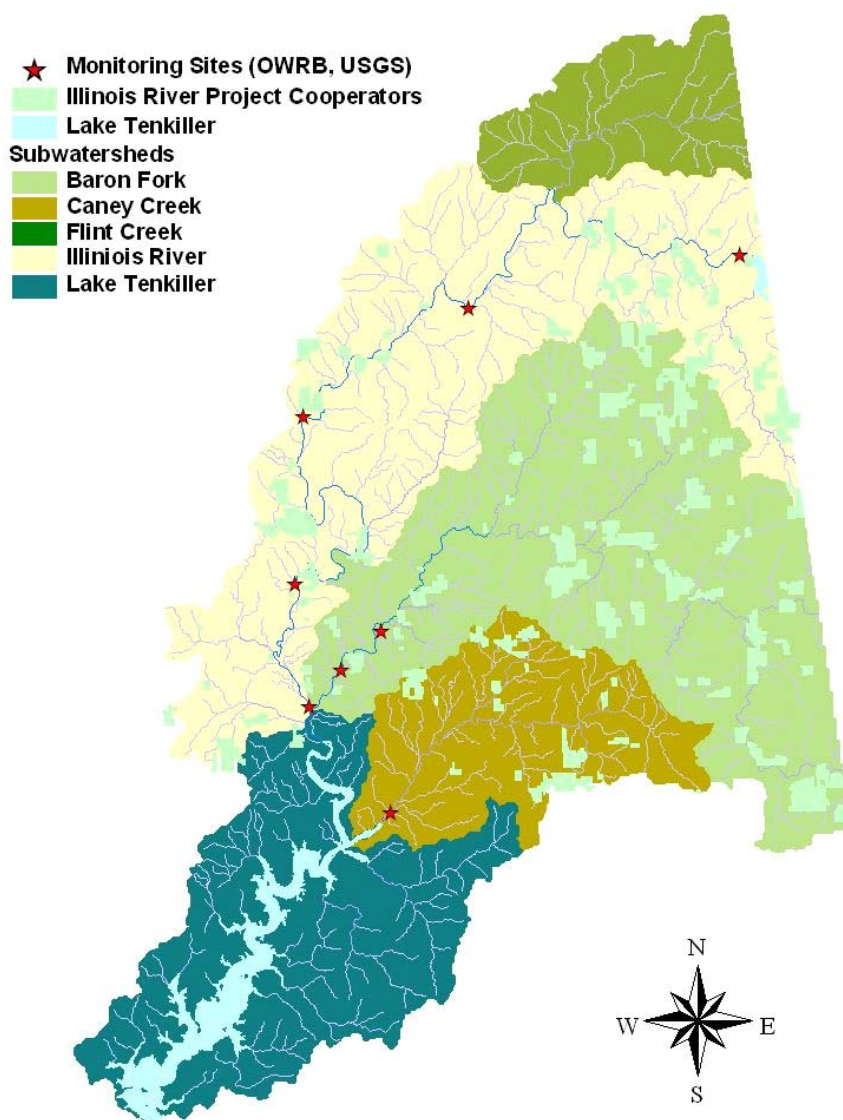 Monitoring Sites (OWRB, USGS)
Illinois River Project Cooperators
Lake Tenkiller
Subwatersheds
Baron Fork
Caney Creek
Flint Creek
Illiniois River
Lake Tenkiller
N
W E
S